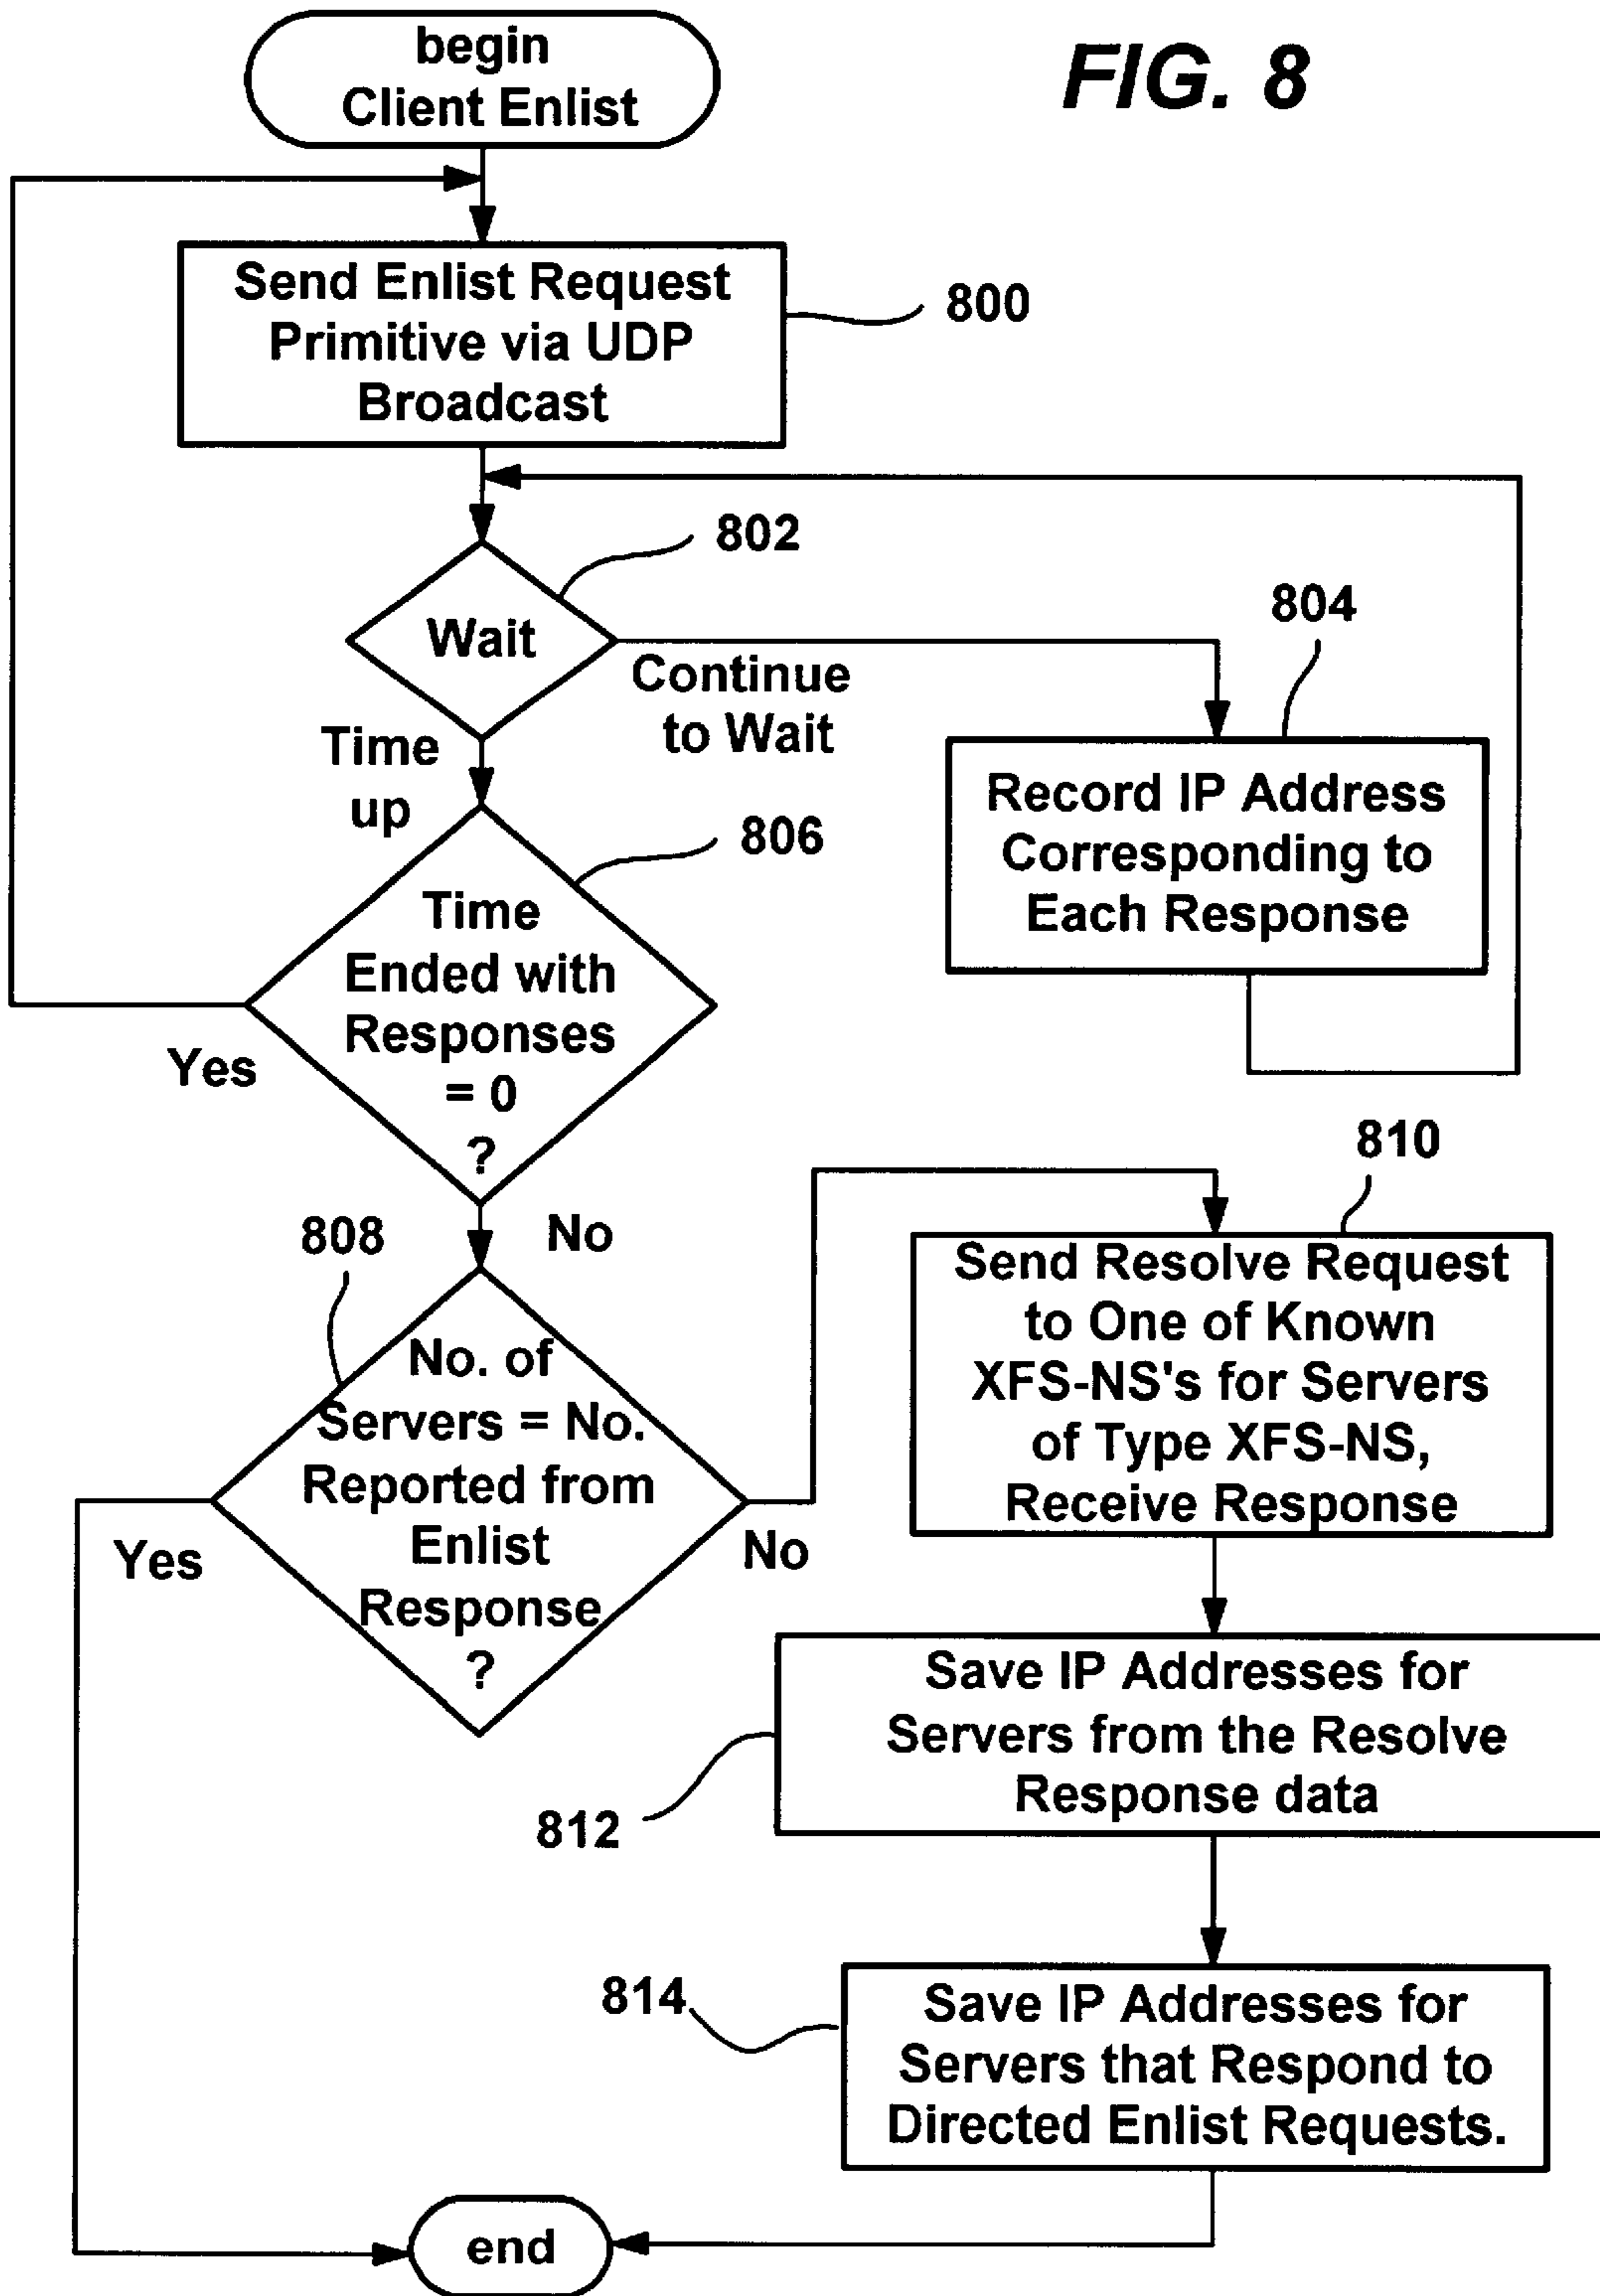 begin
Client Enlist
FIG. 8
Send Enlist Request
Primitive via UDP
Broadcast
800
802
Wait
Continue
to Wait
804
Time
up
Record IP Address
Corresponding to
Each Response
806
Time
Ended with
Responses
= 0
?
Yes
No
808
No. of
Servers = No.
Reported from
Enlist
Response
?
Yes
No
810
Send Resolve Request
to One of Known
XFS-NS's for Servers
of Type XFS-NS,
Receive Response
Save IP Addresses for
Servers from the Resolve
Response data
812
814
Save IP Addresses for
Servers that Respond to
Directed Enlist Requests.
end